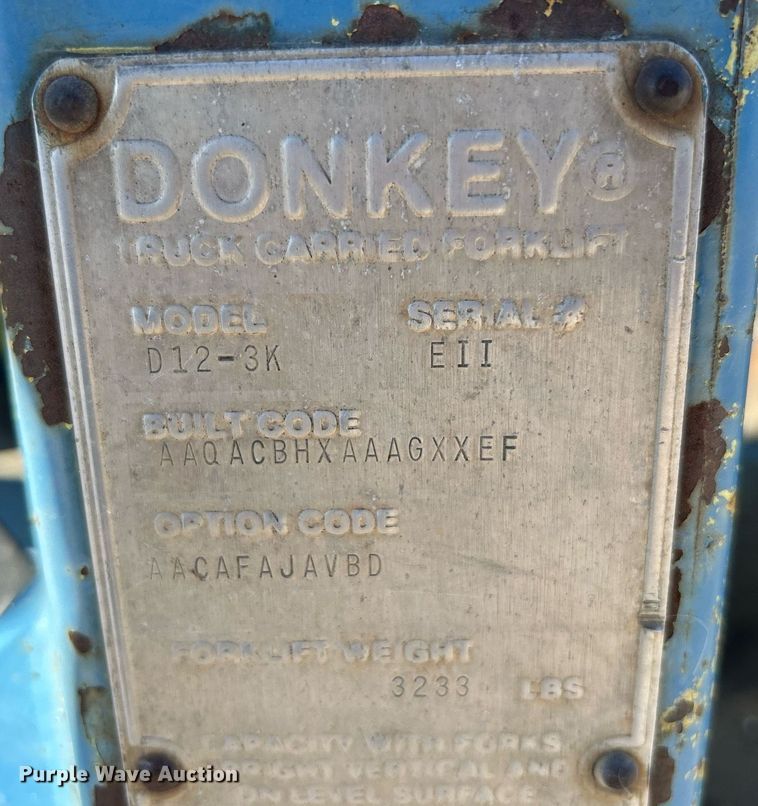 DONKEY®
TRUCK CARRIED FORKLIFT
MODEL SERIAL #
D12-3K EII
BUILT CODE
AAQACBHXAAAGXXEF
OPTION CODE
AACAFAJAVBD
FORKLIFT WEIGHT
3233 LBS
CAPACITY WITH FORKS
UPRIGHT VERTICAL AND
ON LEVEL SURFACE
Purple Wave Auction